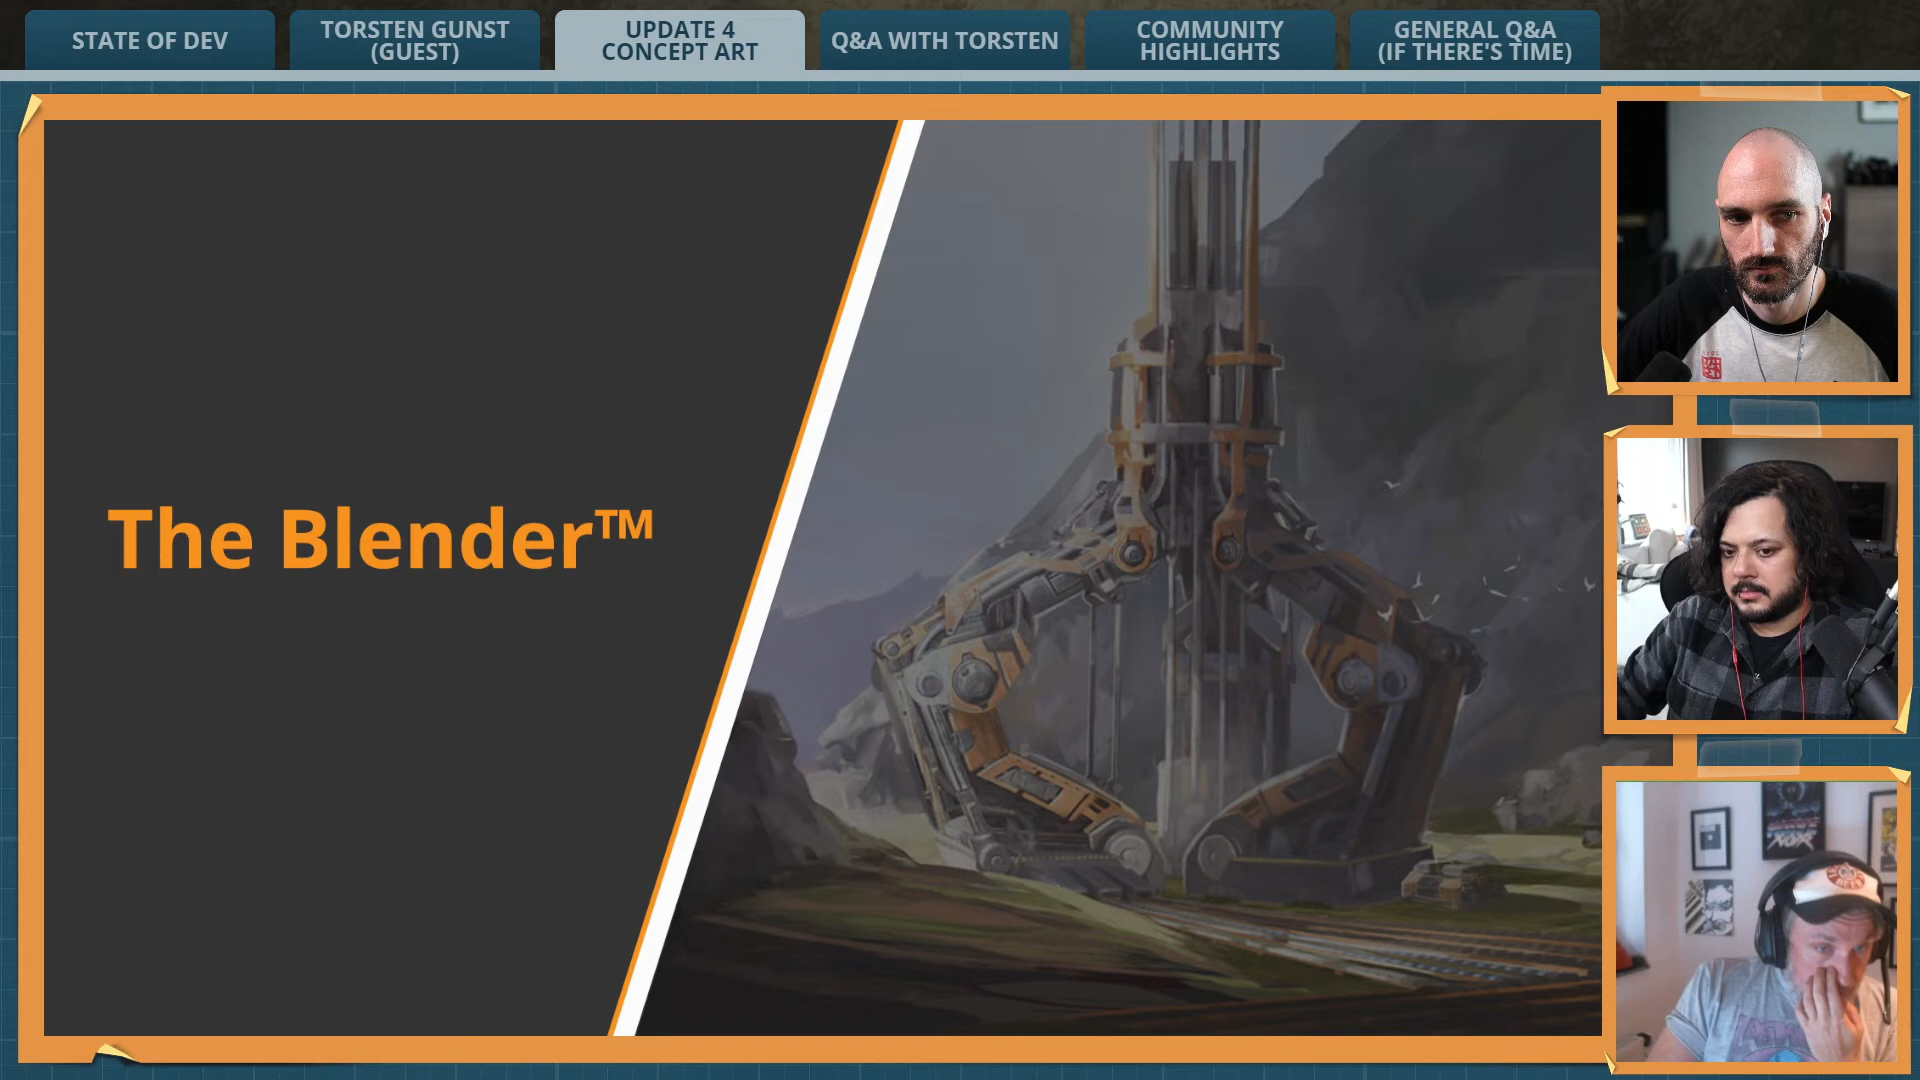 STATE OF DEV
TORSTEN GUNST
(GUEST)
UPDATE 4
CONCEPT ART
Q&A WITH TORSTEN
COMMUNITY
HIGHLIGHTS
GENERAL Q&A
(IF THERE'S TIME)
The Blender™